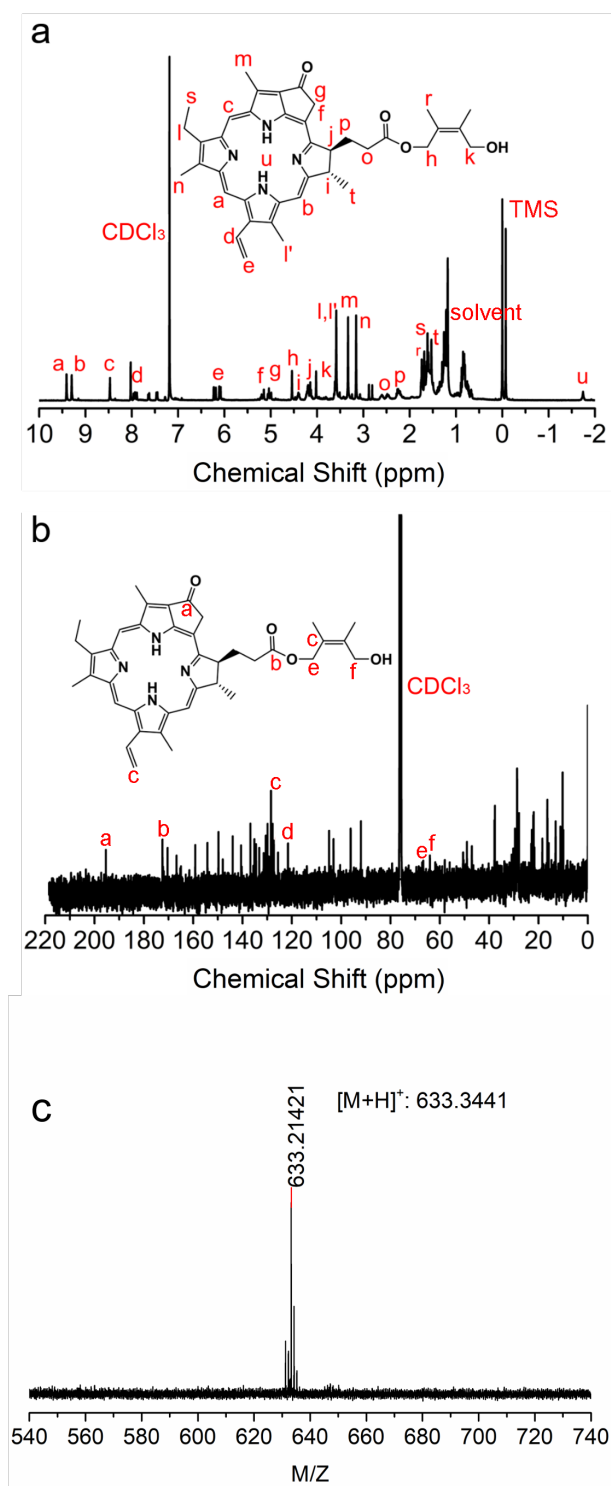 a
O
m
g
s
c
f
r
l
N
H
j
p
O
N
u
N
O
OH
o
h
k
n
H
N
i
t
a
b
d
l'
e
CDCl₃
TMS
l,l'
m
n
solvent
s
t
r
a
b
c
d
e
f
g
h
i
j
k
o
p
u
10 9 8 7 6 5 4 3 2 1 0 -1 -2
Chemical Shift (ppm)
b
O
a
N
H
O
c
b
O
OH
e
f
N
N
H
N
c
CDCl₃
c
a
b
d
e
f
220 200 180 160 140 120 100 80 60 40 20 0
Chemical Shift (ppm)
c
633.21421
[M+H]⁺: 633.3441
540 560 580 600 620 640 660 680 700 720 740
M/Z